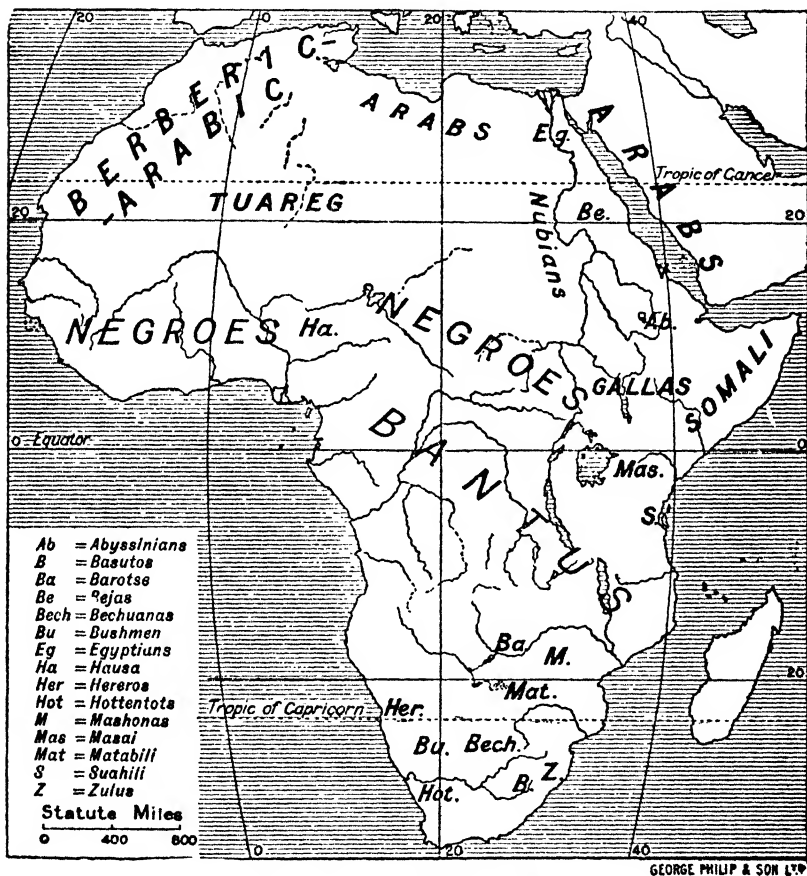 20
0
20
40
BERBERIC-
-ARABIC
ARABS
Eg.
ARABS
Tropic of Cancer
TUAREG
20
20
Nubians
Be.
NEGROES
Ha.
NEGROES
Ab.
GALLAS
SOMALI
BANTUS
0
Equator
0
Mas.
S.
Ab = Abyssinians
B = Basutos
Ba = Barotse
Be = Bejas
Bech = Bechuanas
Bu = Bushmen
Eg = Egyptians
Ha = Hausa
Her = Hereros
Hot = Hottentots
M = Mashonas
Mas = Masai
Mat = Matabili
S = Suahili
Z = Zulus
Statute Miles
0 400 800
Ba.
M.
20
Mat.
Tropic of Capricorn
Her.
Bu.
Bech.
Z.
B.
Hot.
0
20
40
GEORGE PHILIP & SON LTD